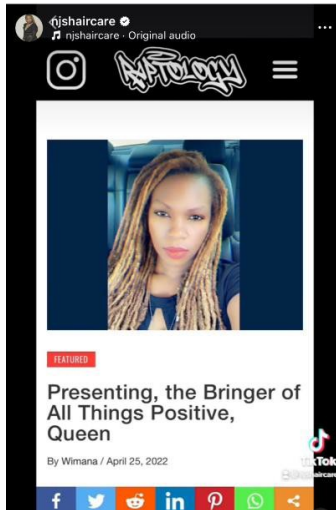 njshaircare
njshaircare · Original audio
RAPTOLOGY
FEATURED
Presenting, the Bringer of
All Things Positive,
Queen
By Wimana / April 25, 2022
TikTok